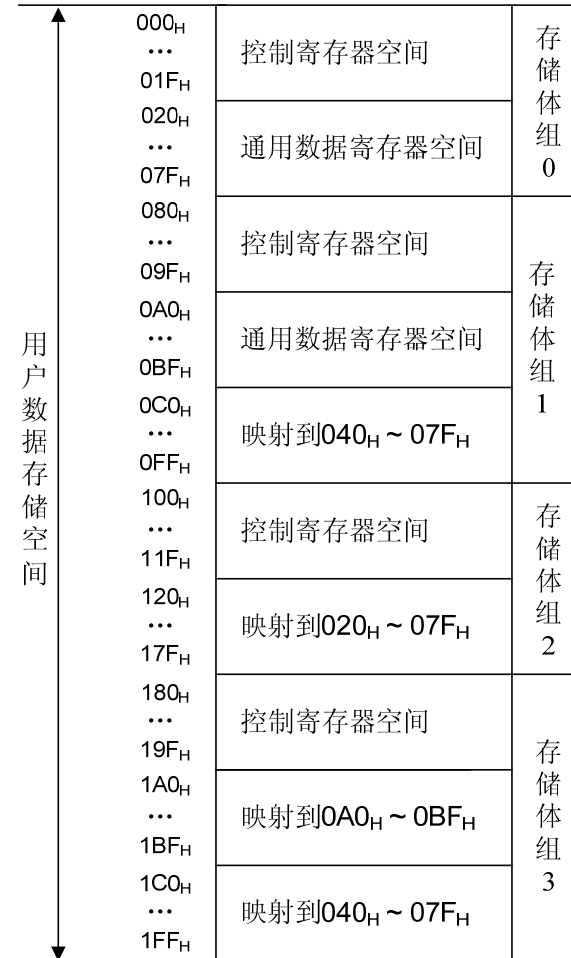 用户数据存储空间
000H
...
01FH
控制寄存器空间
020H
...
07FH
通用数据寄存器空间
存储体组0
080H
...
09FH
控制寄存器空间
0A0H
...
0BFH
通用数据寄存器空间
0C0H
...
0FFH
映射到040H ~ 07FH
存储体组1
100H
...
11FH
控制寄存器空间
120H
...
17FH
映射到020H ~ 07FH
存储体组2
180H
...
19FH
控制寄存器空间
1A0H
...
1BFH
映射到0A0H ~ 0BFH
1C0H
...
1FFH
映射到040H ~ 07FH
存储体组3